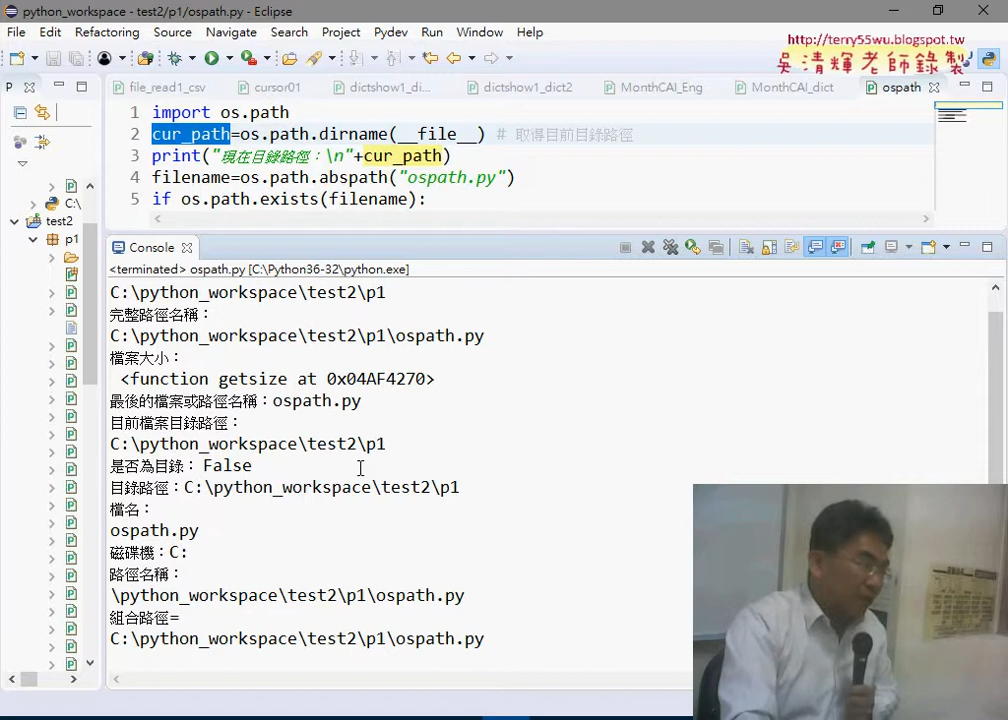 python_workspace - test2/p1/ospath.py - Eclipse
File Edit Refactoring Source Navigate Search Project Pydev Run Window Help
http://terry55wu.blogspot.tw
吳清輝老師錄製
P
file_read1_csv cursor01 dictshow1_di... dictshow1_dict2 MonthCAl_Eng MonthCAl_dict ospath
1 import os.path
2 cur_path=os.path.dirname(__file__) # 取得目前目錄路徑
3 print("現在目錄路徑：\n"+cur_path)
4 filename=os.path.abspath("ospath.py")
5 if os.path.exists(filename):
C:\
test2
p1
Console
<terminated> ospath.py [C:\Python36-32\python.exe]
C:\python_workspace\test2\p1
完整路徑名稱：
C:\python_workspace\test2\p1\ospath.py
檔案大小：
<function getsize at 0x04AF4270>
最後的檔案或路徑名稱：ospath.py
目前檔案目錄路徑：
C:\python_workspace\test2\p1
是否為目錄：False
目錄路徑：C:\python_workspace\test2\p1
檔名：
ospath.py
磁碟機：C:
路徑名稱：
\python_workspace\test2\p1\ospath.py
組合路徑=
C:\python_workspace\test2\p1\ospath.py